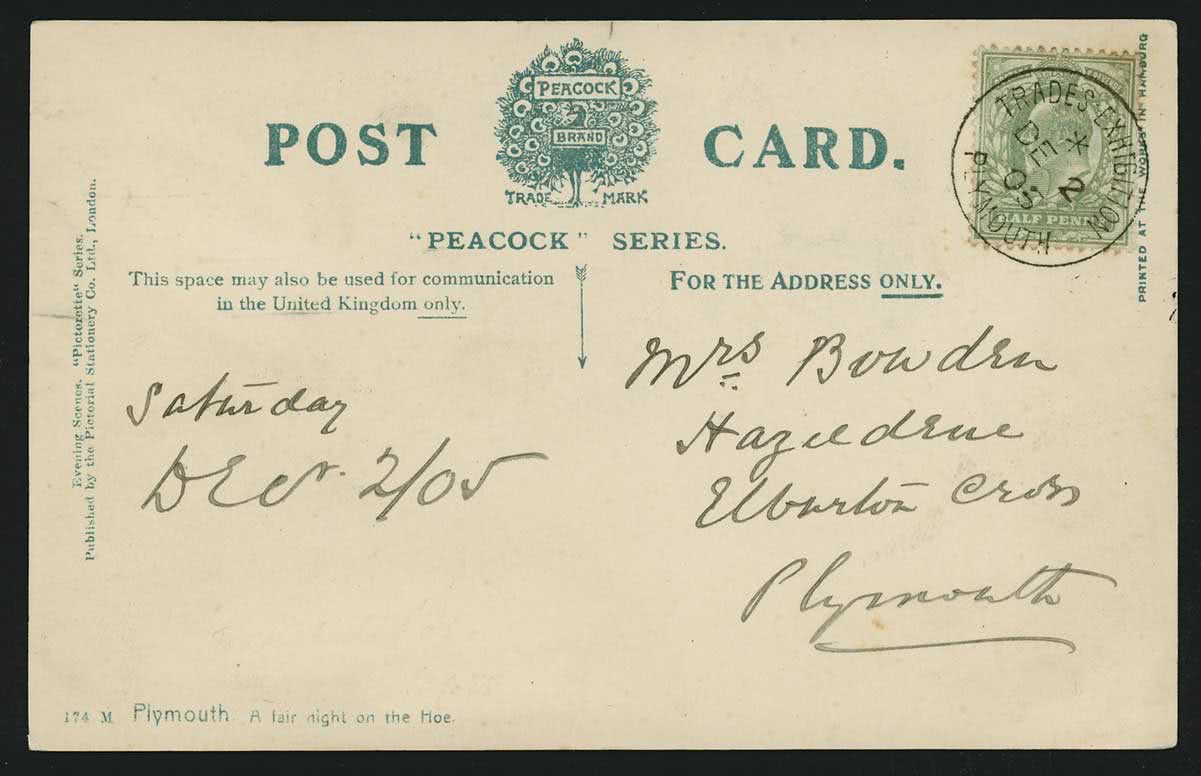 POST CARD.
PEACOCK
BRAND
TRADE MARK
"PEACOCK" SERIES.
This space may also be used for communication
in the United Kingdom only.
FOR THE ADDRESS ONLY.
TRADES EXHIBITION
* DE 2
05
PLYMOUTH
HALF PENNY
PRINTED AT THE WORKS IN HAMBURG
Evening Scenes. "Pictorette" Series.
Published by the Pictorial Stationery Co. Ltd., London.
Saturday
DEcr. 2/05
Mrs Bowden
Hazeldene
Elburton Cross
Plymouth
174 M Plymouth. A fair night on the Hoe.